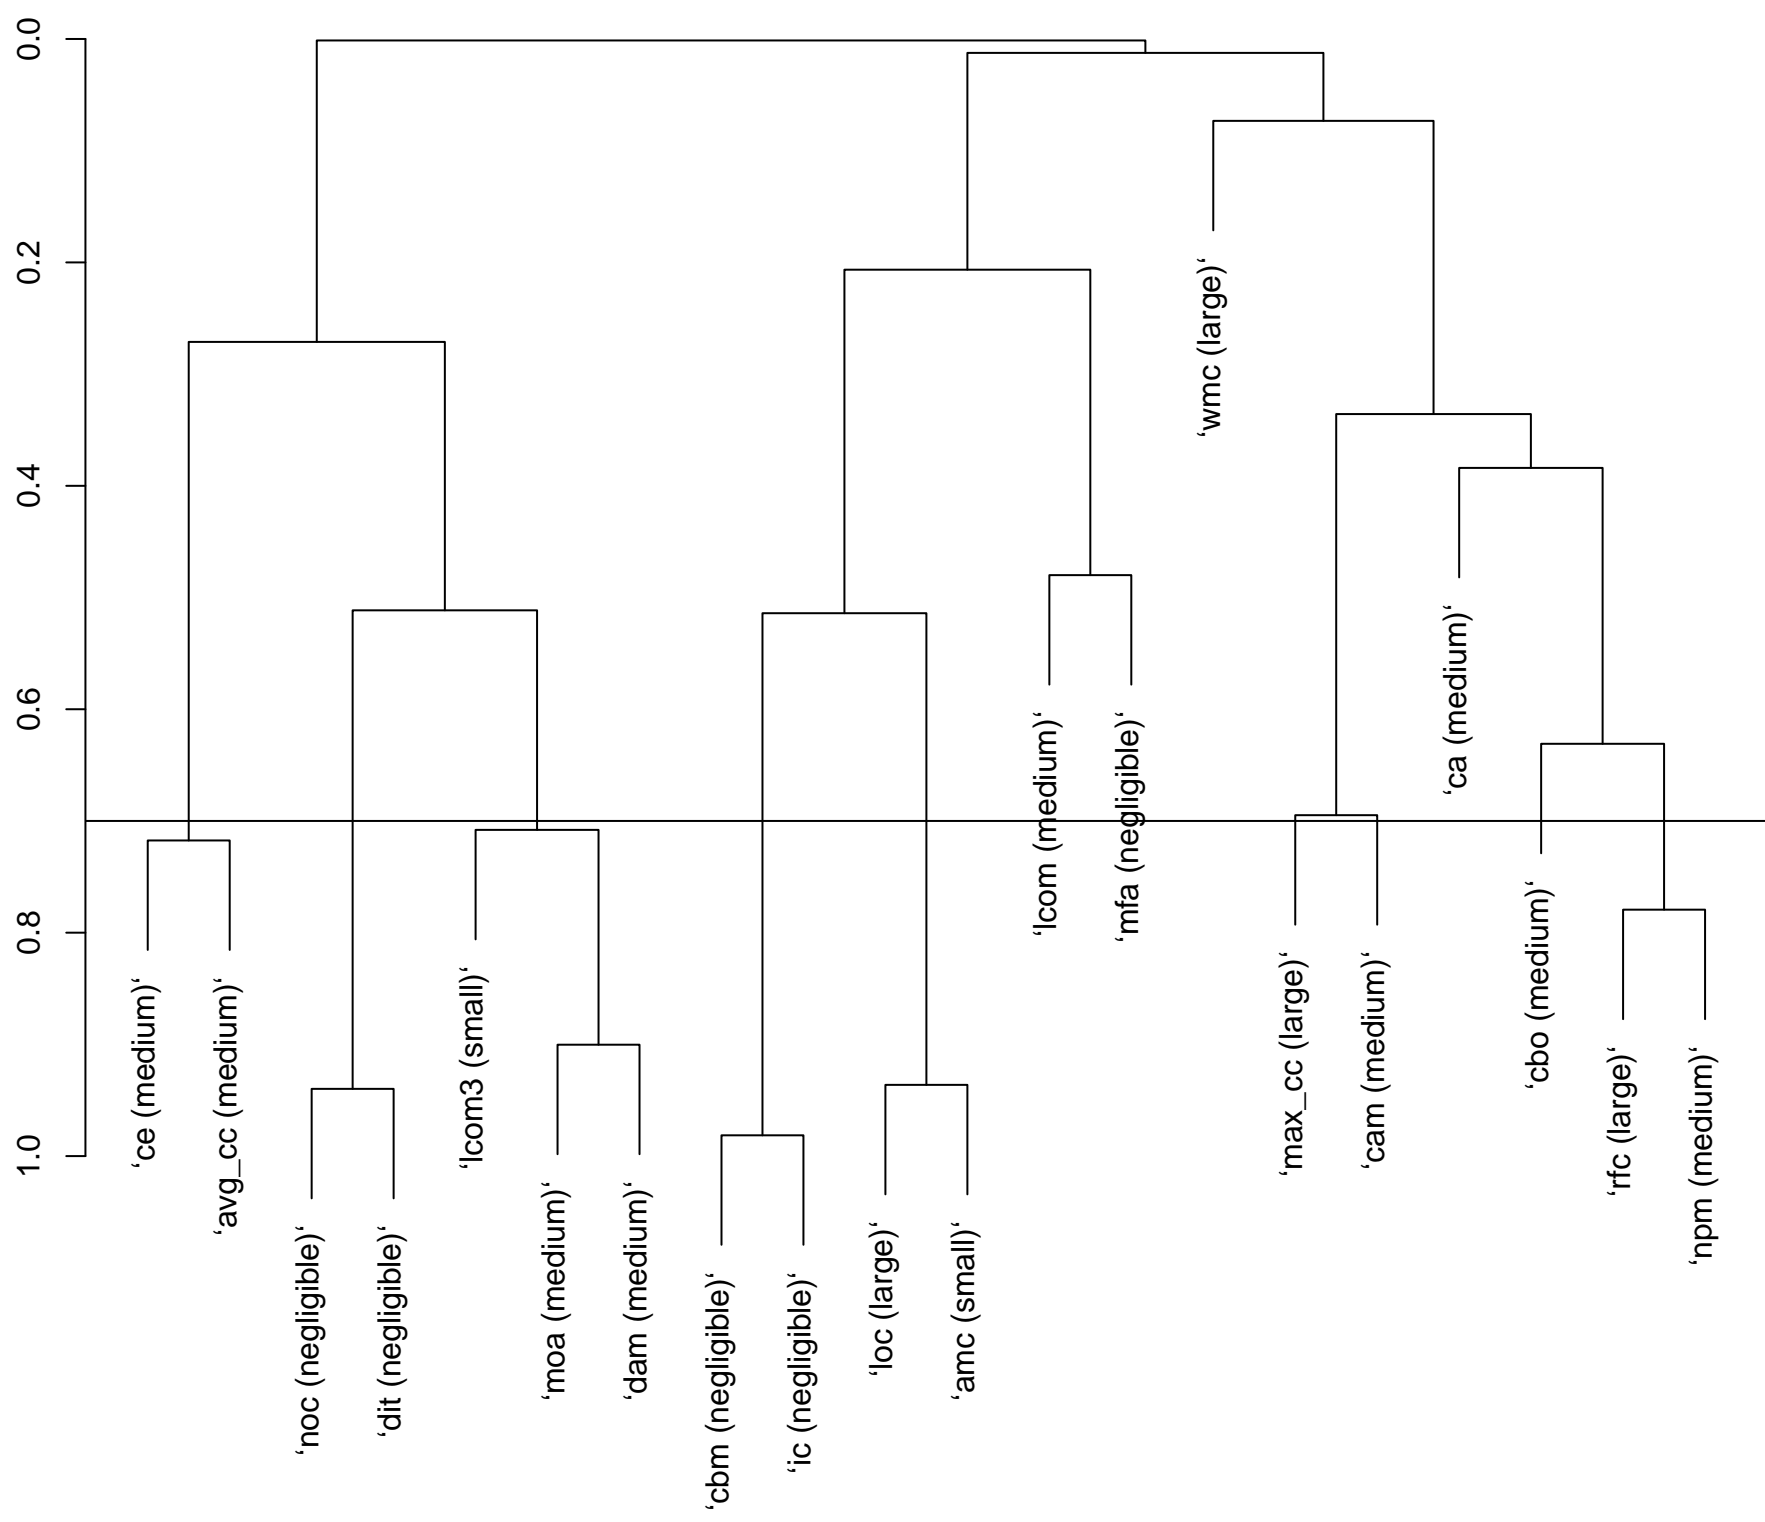 0.0
0.2
0.4
0.6
0.8
1.0
‘ce (medium)‘
‘avg_cc (medium)‘
‘noc (negligible)‘
‘dit (negligible)‘
‘lcom3 (small)‘
‘moa (medium)‘
‘dam (medium)‘
‘cbm (negligible)‘
‘ic (negligible)‘
‘loc (large)‘
‘amc (small)‘
‘lcom (medium)‘
‘mfa (negligible)‘
‘wmc (large)‘
‘max_cc (large)‘
‘cam (medium)‘
‘ca (medium)‘
‘cbo (medium)‘
‘rfc (large)‘
‘npm (medium)‘